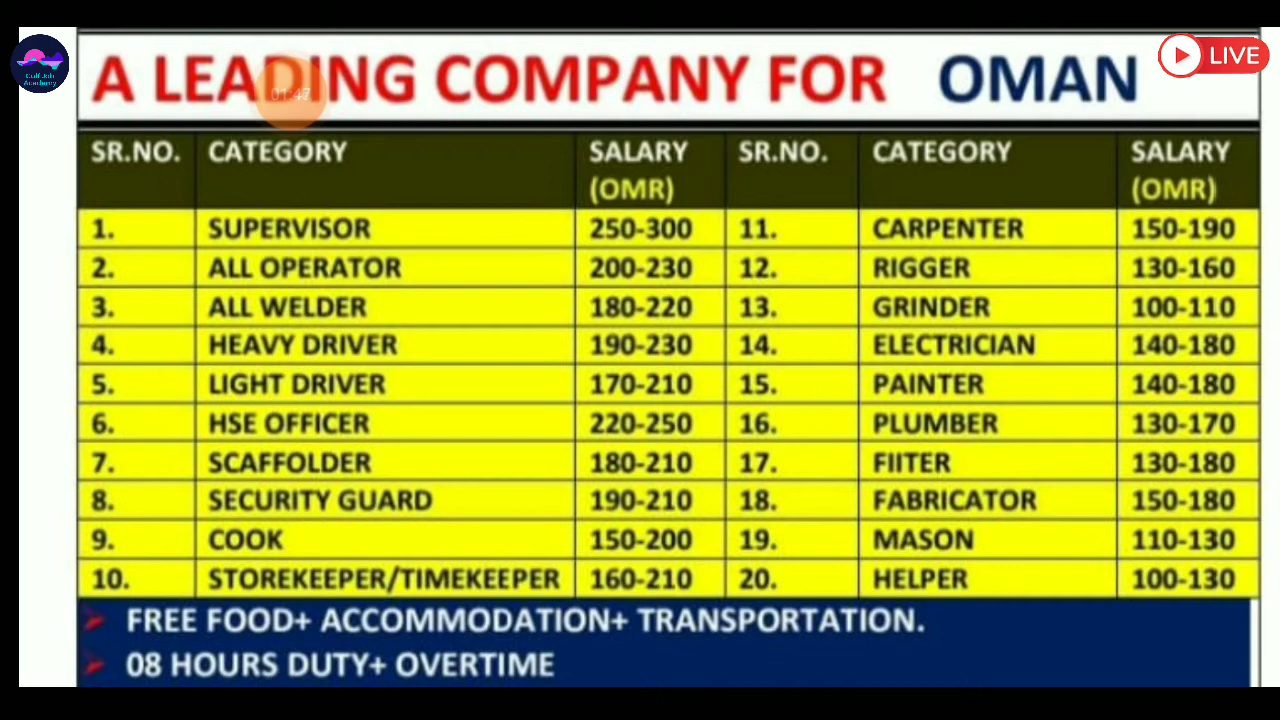 Gulf Job
Academy
A LEADING COMPANY FOR OMAN
LIVE
01:47
SR.NO. CATEGORY SALARY (OMR) SR.NO. CATEGORY SALARY (OMR)
1. SUPERVISOR 250-300 11. CARPENTER 150-190
2. ALL OPERATOR 200-230 12. RIGGER 130-160
3. ALL WELDER 180-220 13. GRINDER 100-110
4. HEAVY DRIVER 190-230 14. ELECTRICIAN 140-180
5. LIGHT DRIVER 170-210 15. PAINTER 140-180
6. HSE OFFICER 220-250 16. PLUMBER 130-170
7. SCAFFOLDER 180-210 17. FIITER 130-180
8. SECURITY GUARD 190-210 18. FABRICATOR 150-180
9. COOK 150-200 19. MASON 110-130
10. STOREKEEPER/TIMEKEEPER 160-210 20. HELPER 100-130
FREE FOOD+ ACCOMMODATION+ TRANSPORTATION.
08 HOURS DUTY+ OVERTIME